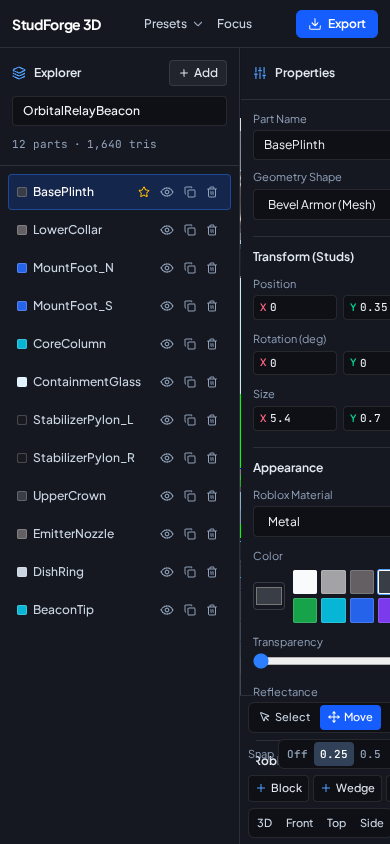 StudForge 3D
Presets
Focus
Export
Explorer
+ Add
OrbitalRelayBeacon
12 parts · 1,640 tris
BasePlinth
LowerCollar
MountFoot_N
MountFoot_S
CoreColumn
ContainmentGlass
StabilizerPylon_L
StabilizerPylon_R
UpperCrown
EmitterNozzle
DishRing
BeaconTip
Properties
Part Name
BasePlinth
Geometry Shape
Bevel Armor (Mesh)
Transform (Studs)
Position
X 0 Y 0.35
Rotation (deg)
X 0 Y 0
Size
X 5.4 Y 0.7
Appearance
Roblox Material
Metal
Color
Transparency
Reflectance
Select Move
Snap Off 0.25 0.5
+ Block + Wedge
3D Front Top Side